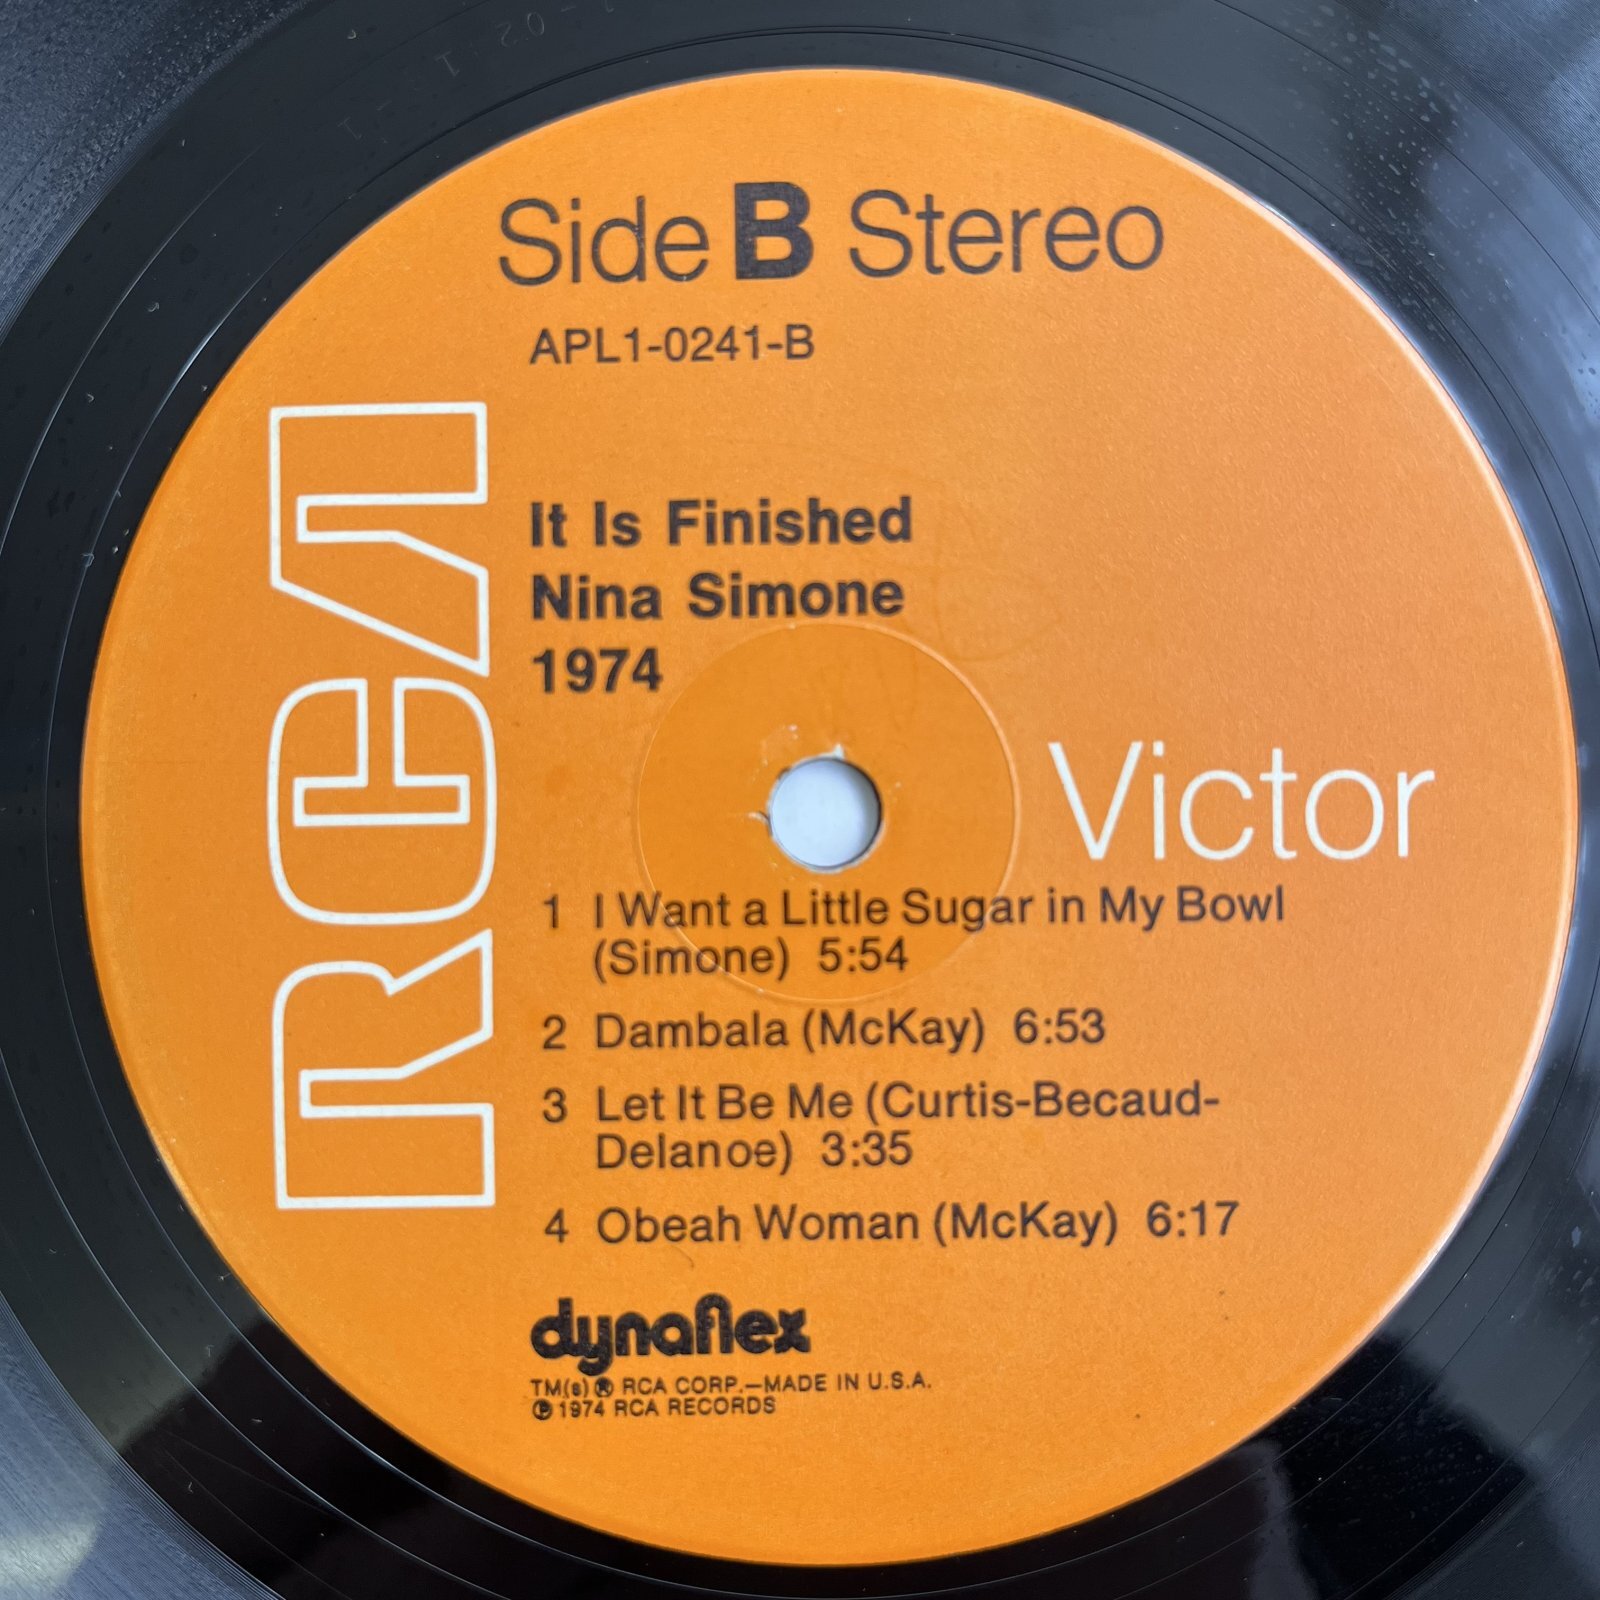 Side B Stereo
APL1-0241-B
RCA
It Is Finished
Nina Simone
1974
Victor
1 I Want a Little Sugar in My Bowl
(Simone) 5:54
2 Dambala (McKay) 6:53
3 Let It Be Me (Curtis-Becaud-
Delanoe) 3:35
4 Obeah Woman (McKay) 6:17
dynaflex
TM(s) ® RCA CORP.—MADE IN U.S.A.
℗ 1974 RCA RECORDS